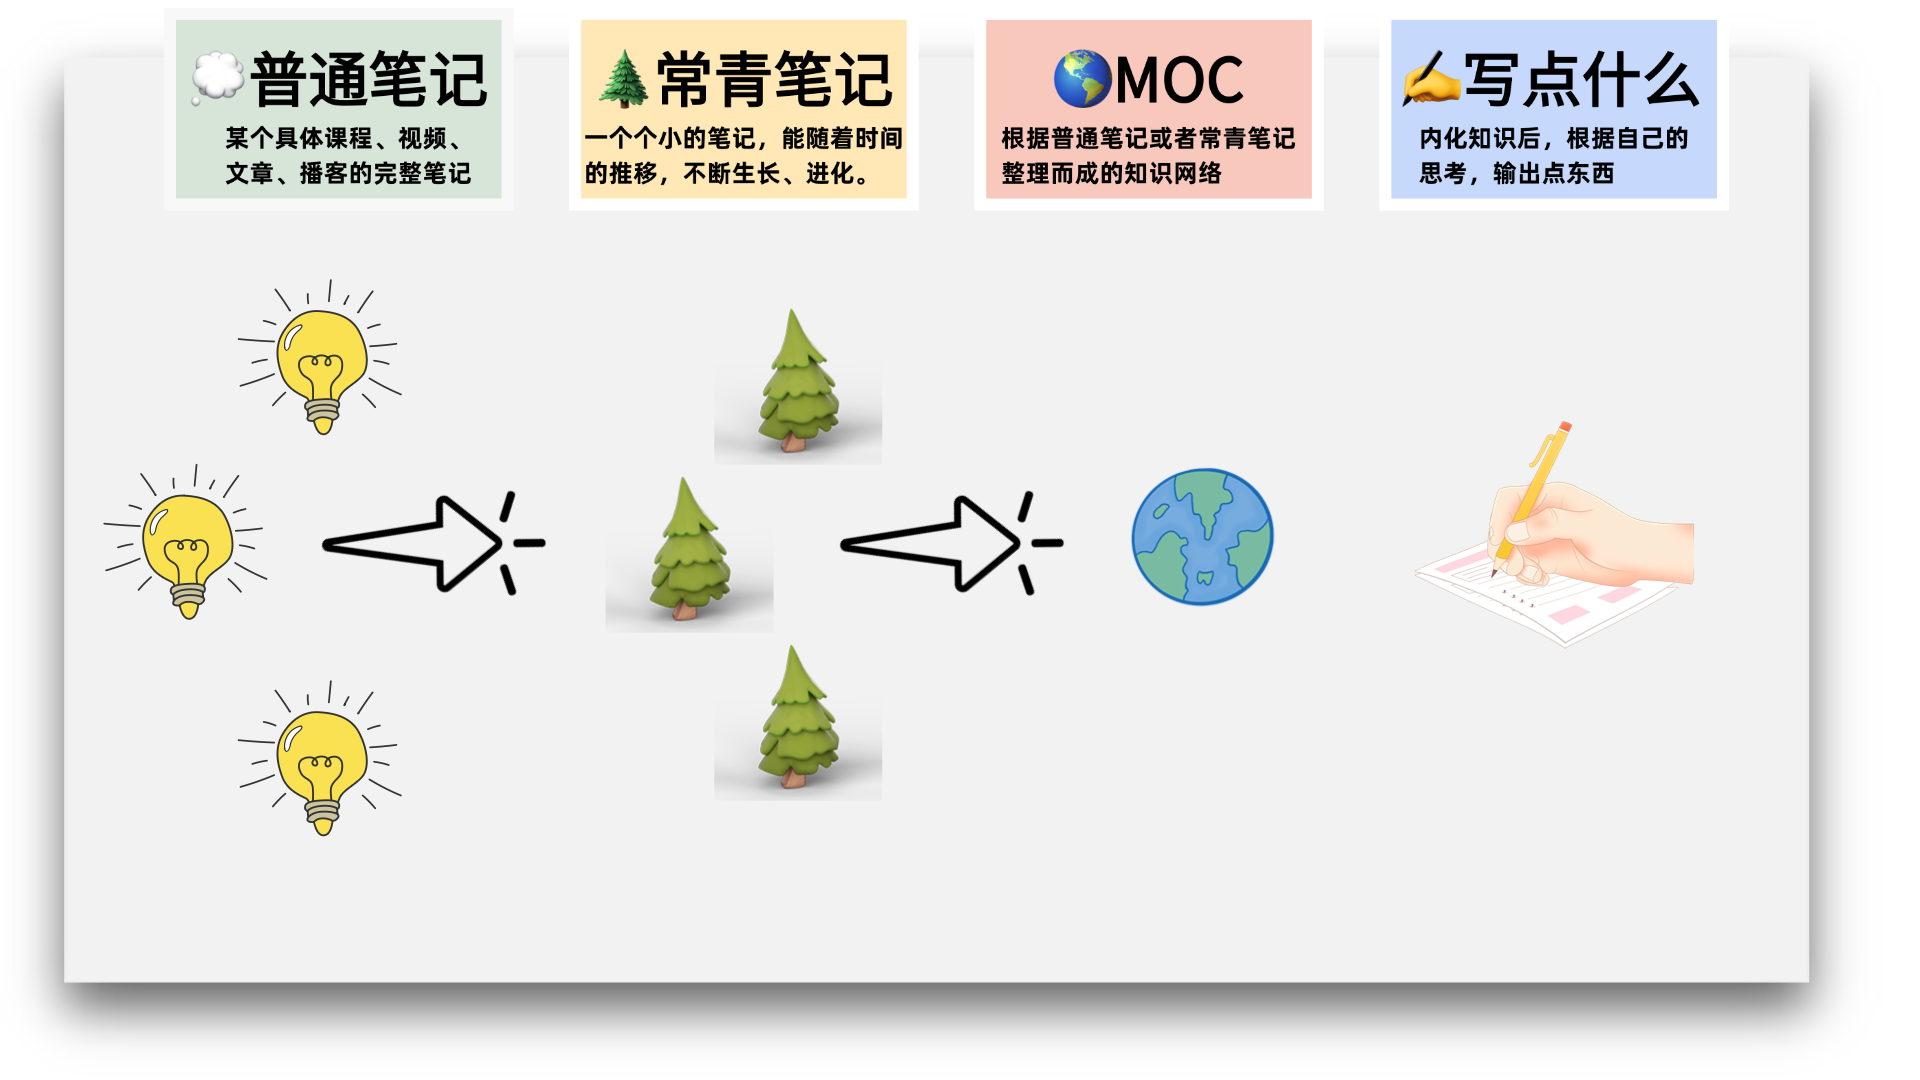 💭普通笔记
某个具体课程、视频、
文章、播客的完整笔记
🌲常青笔记
一个个小的笔记，能随着时间
的推移，不断生长、进化。
🌎MOC
根据普通笔记或者常青笔记
整理而成的知识网络
✍️写点什么
内化知识后，根据自己的
思考，输出点东西